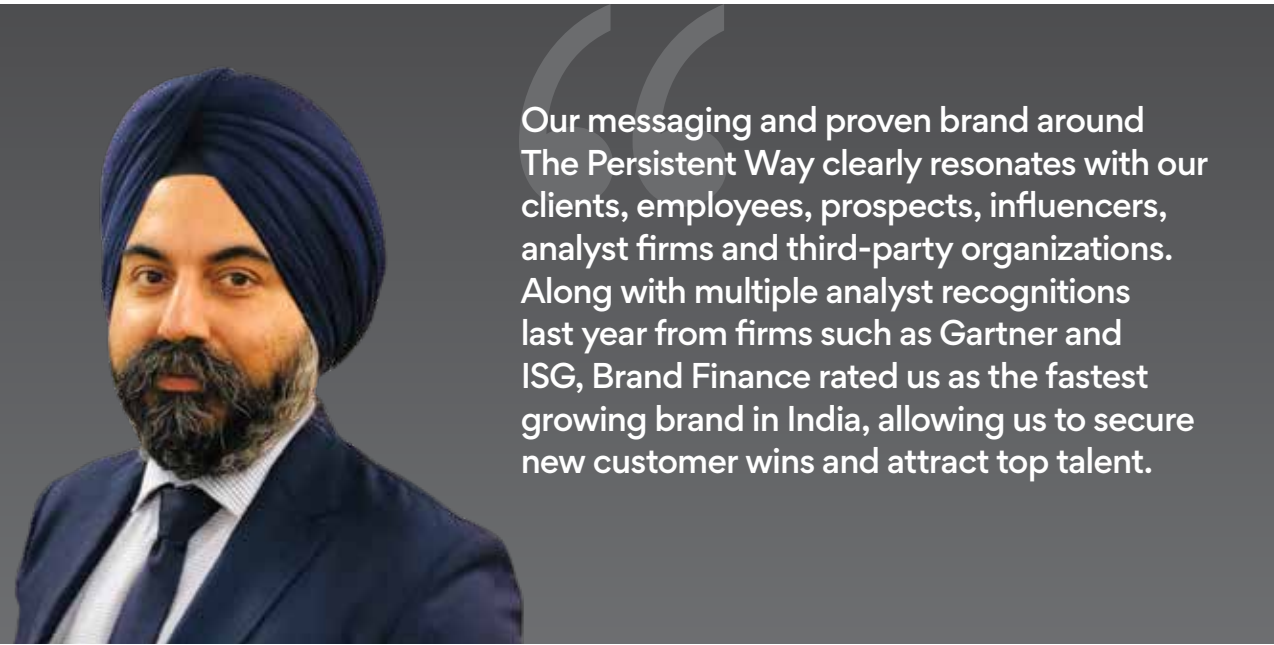 Our messaging and proven brand around
The Persistent Way clearly resonates with our
clients, employees, prospects, influencers,
analyst firms and third-party organizations.
Along with multiple analyst recognitions
last year from firms such as Gartner and
ISG, Brand Finance rated us as the fastest
growing brand in India, allowing us to secure
new customer wins and attract top talent.